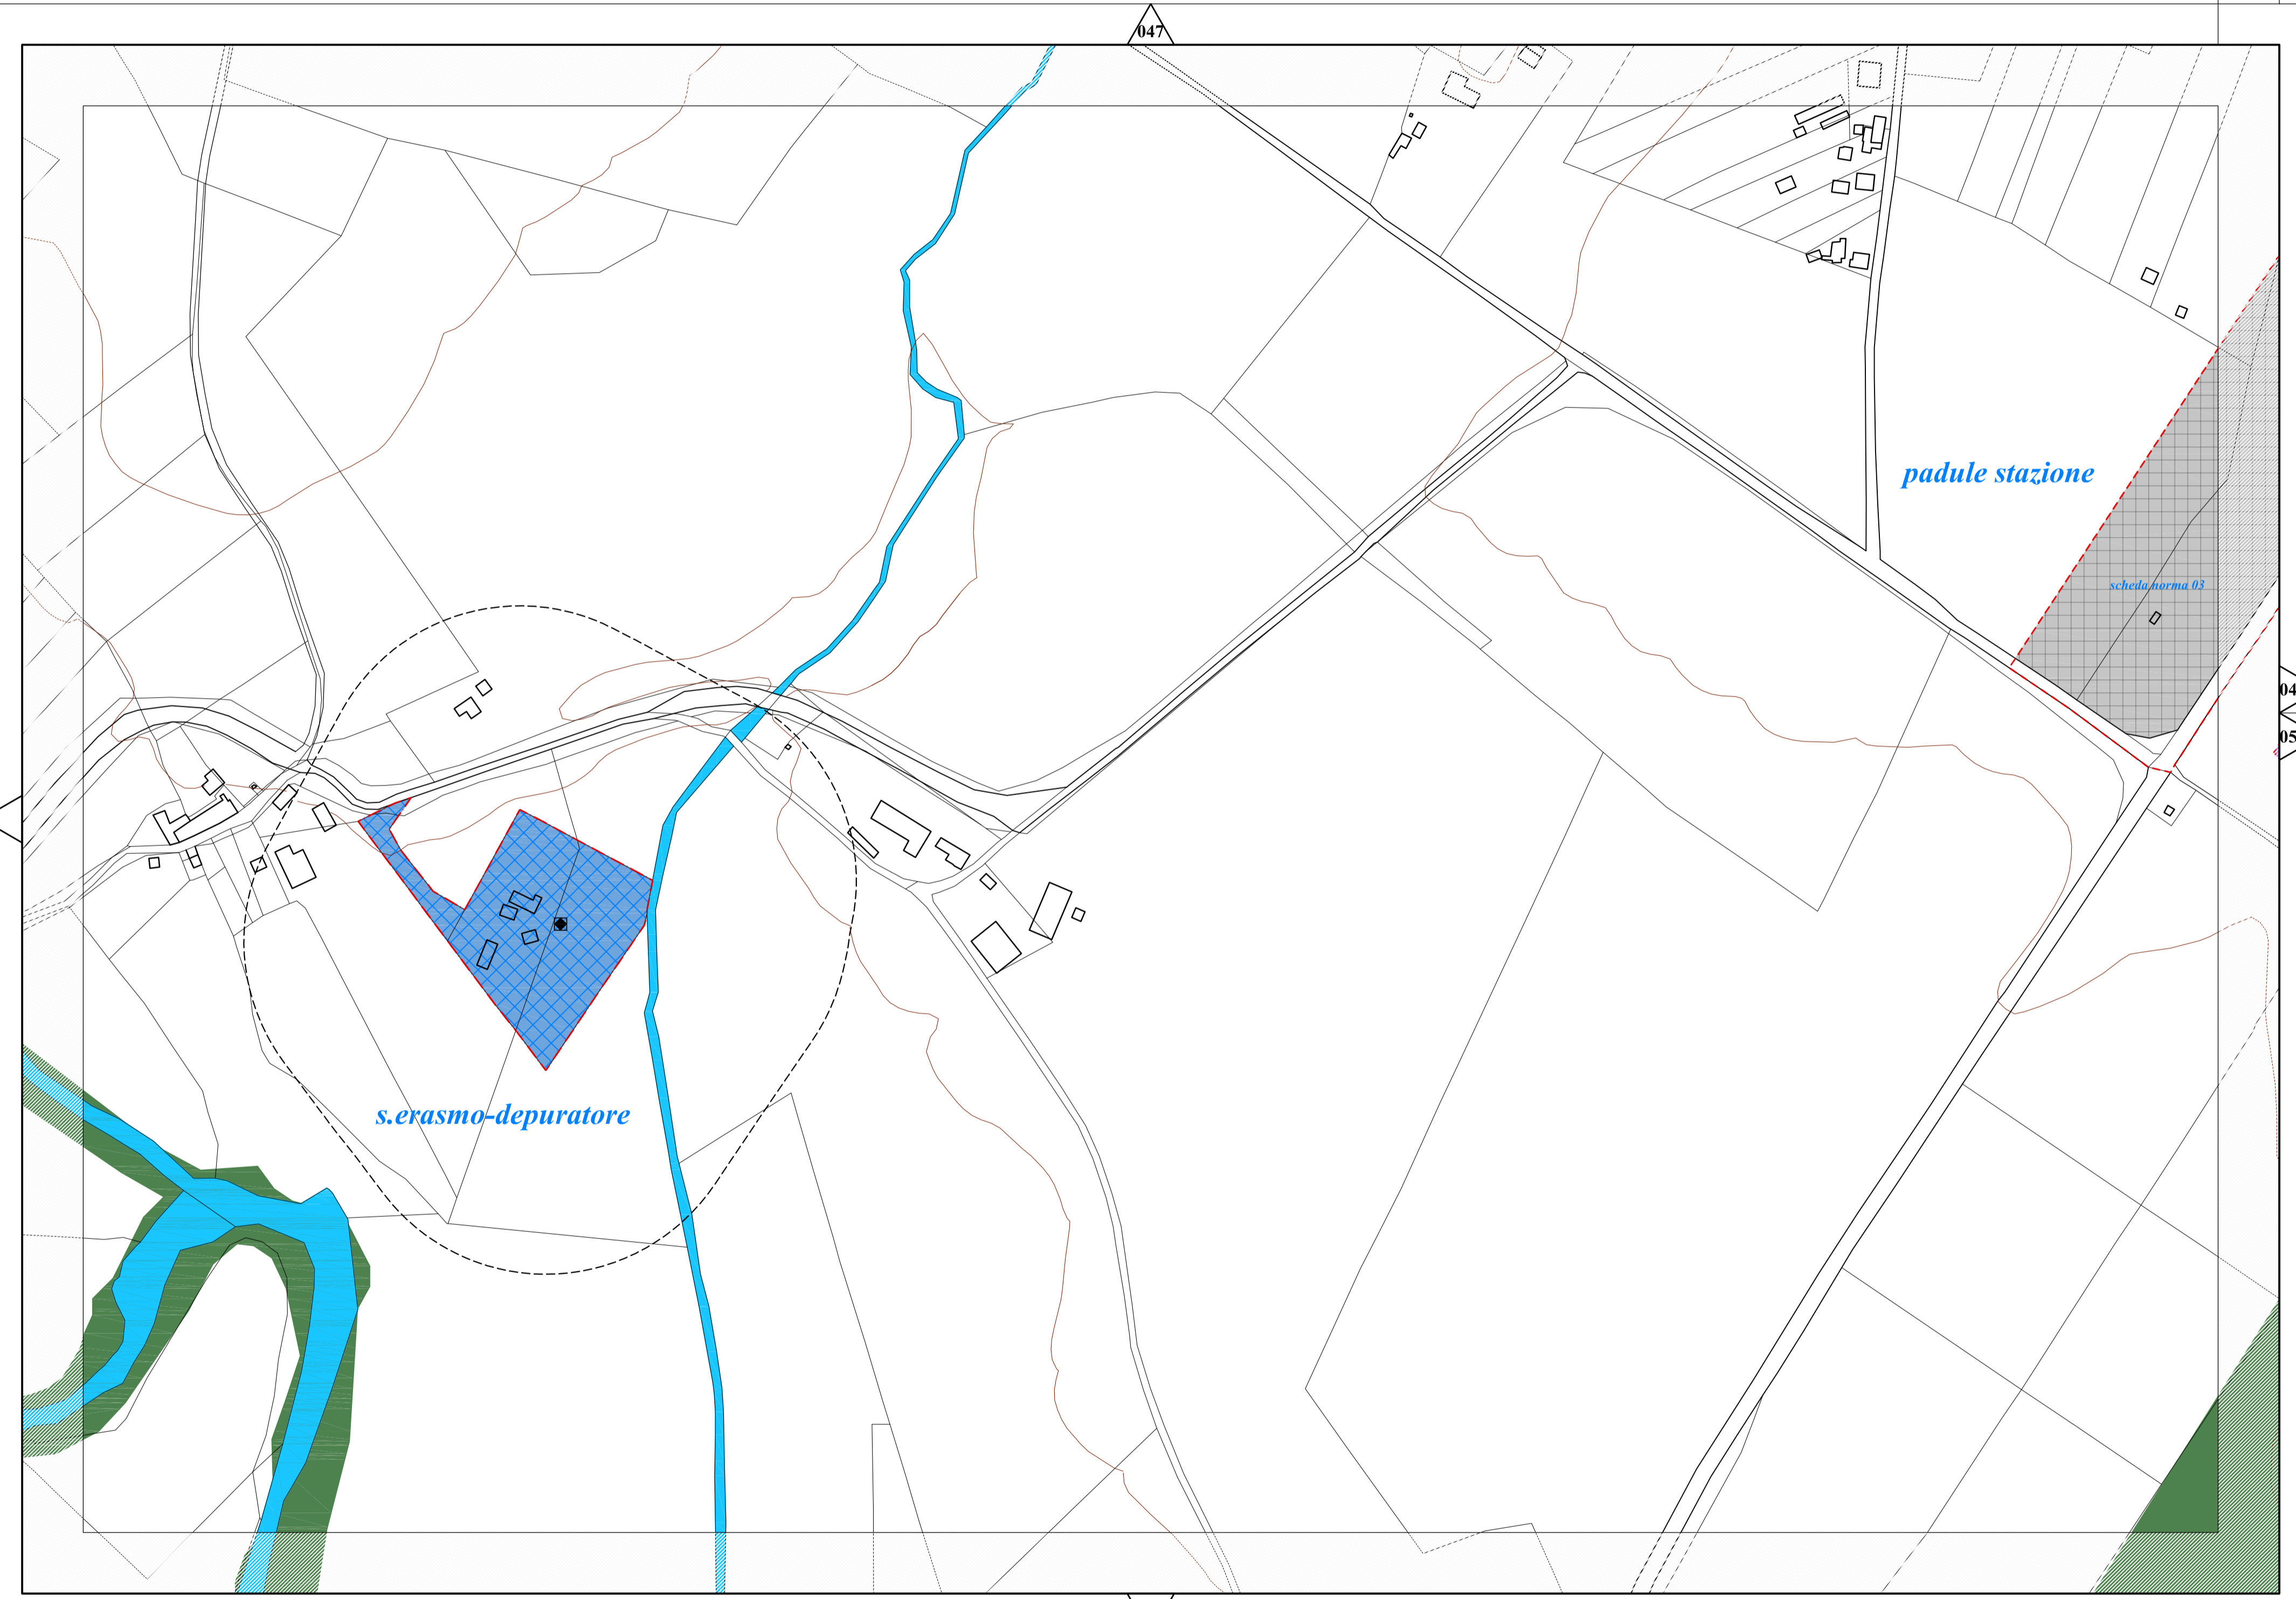 047
padule stazione
scheda norma 03
04
05
s.erasmo-depuratore